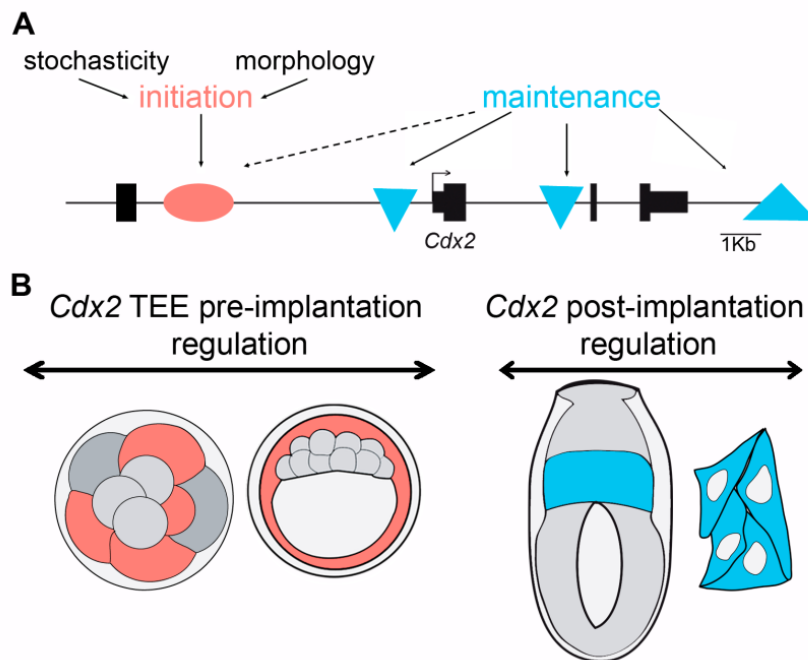 A
stochasticity morphology
initiation maintenance
Cdx2
1Kb
B
Cdx2 TEE pre-implantation
regulation
Cdx2 post-implantation
regulation